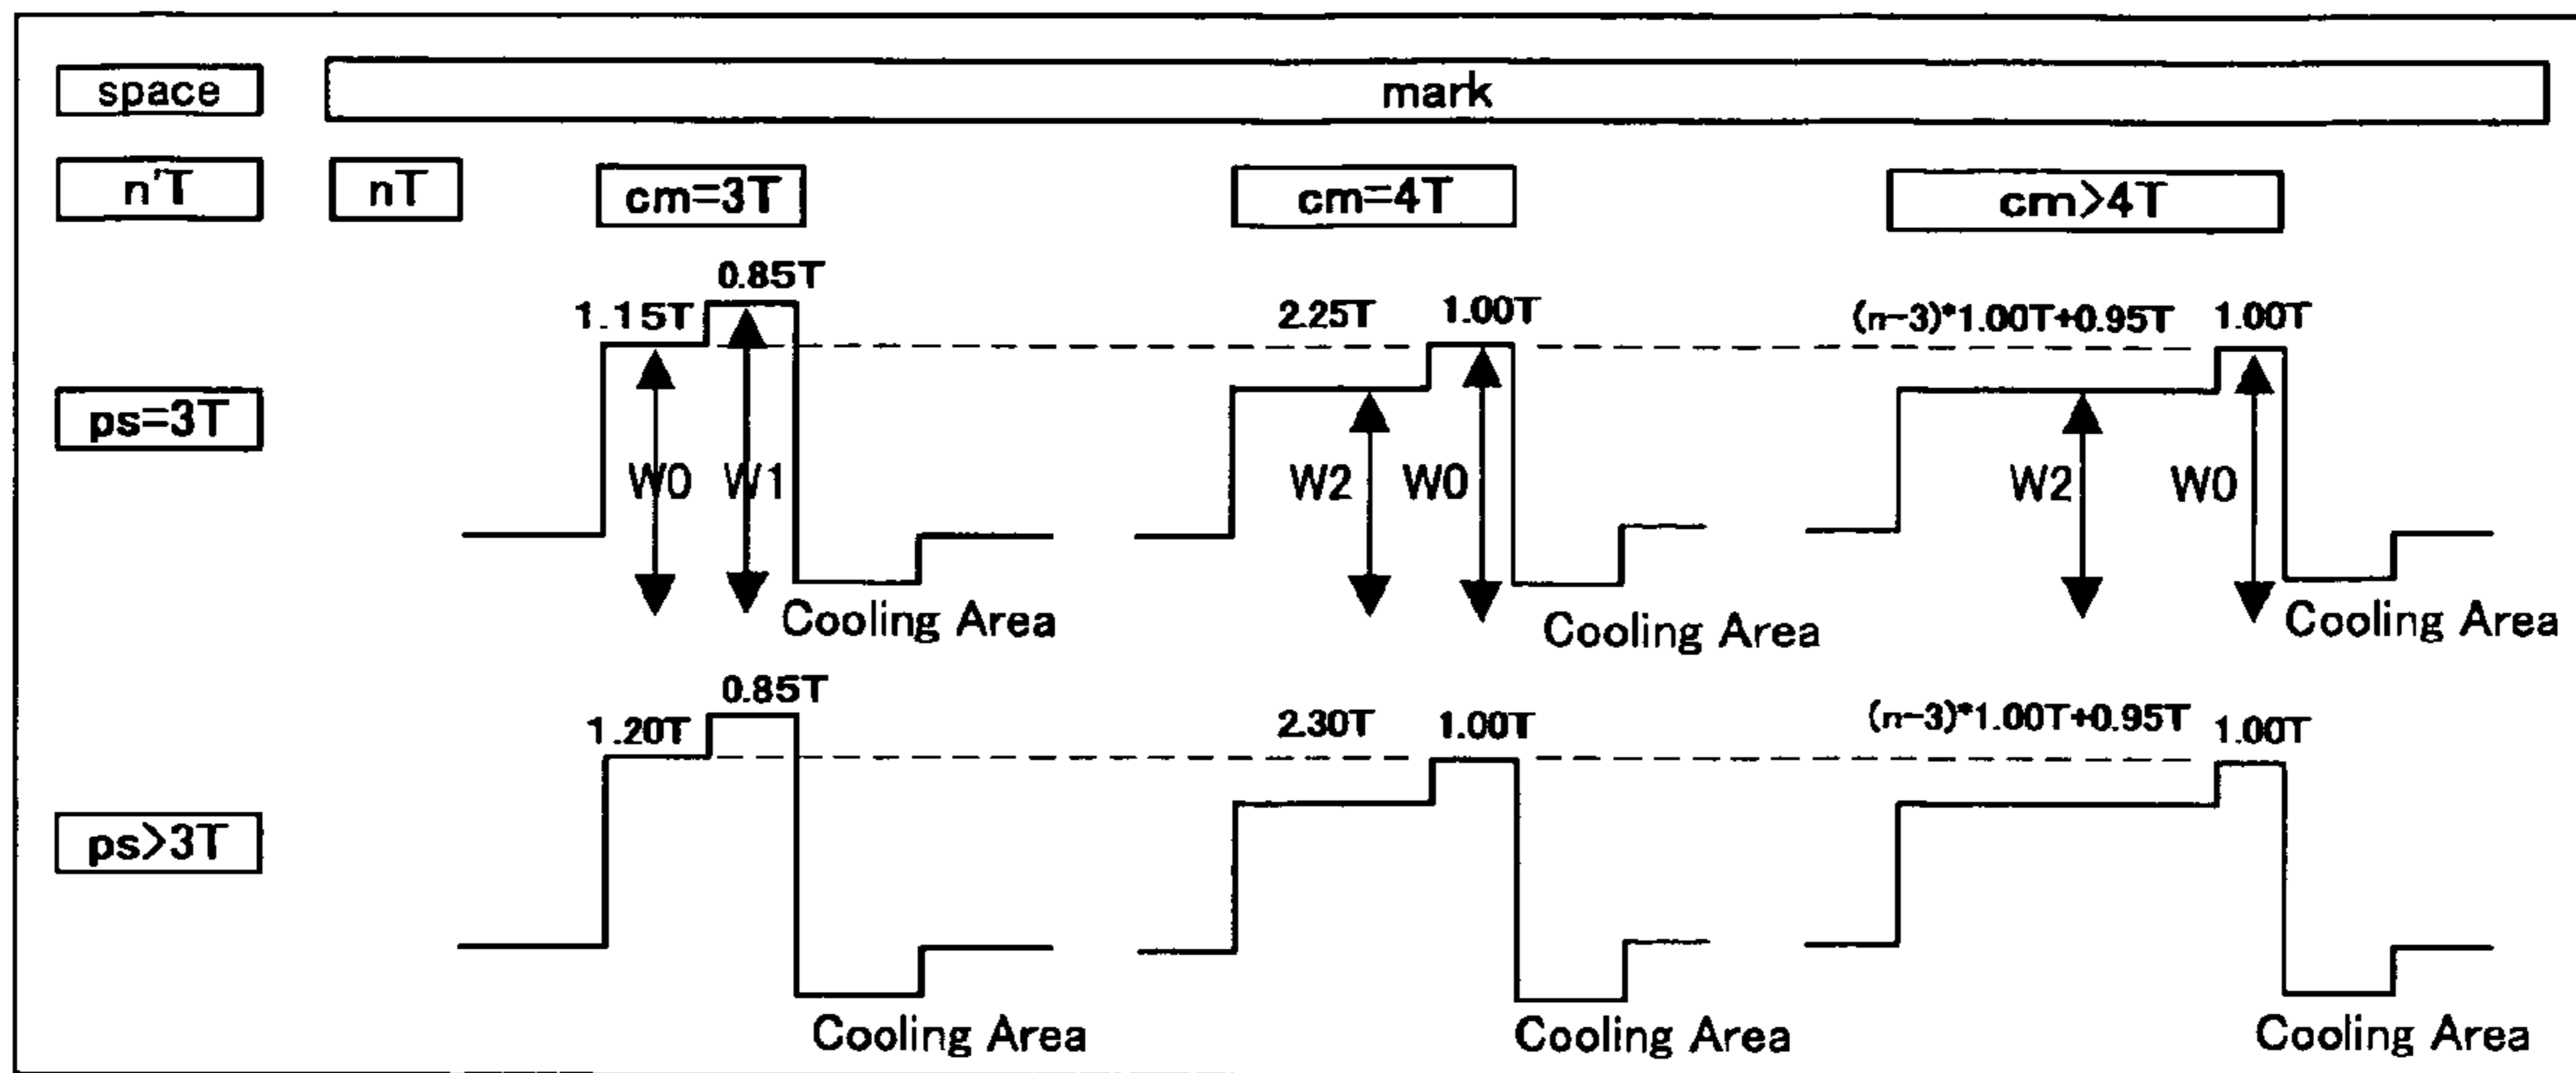 space mark
n'T nT cm=3T cm=4T cm>4T
1.15T 0.85T 2.25T 1.00T (n-3)*1.00T+0.95T 1.00T
ps=3T
W0 W1 W2 W0 W2 W0
Cooling Area Cooling Area Cooling Area
1.20T 0.85T 2.30T 1.00T (n-3)*1.00T+0.95T 1.00T
ps>3T
Cooling Area Cooling Area Cooling Area